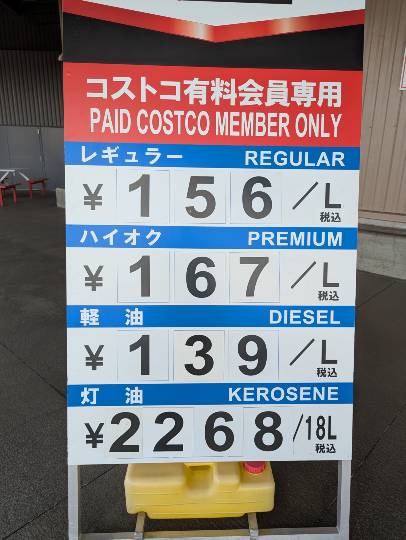 コストコ有料会員専用
PAID COSTCO MEMBER ONLY
レギュラー REGULAR
¥ 156 /L 税込
ハイオク PREMIUM
¥ 167 /L 税込
軽 油 DIESEL
¥ 139 /L 税込
灯 油 KEROSENE
¥2268 /18L 税込